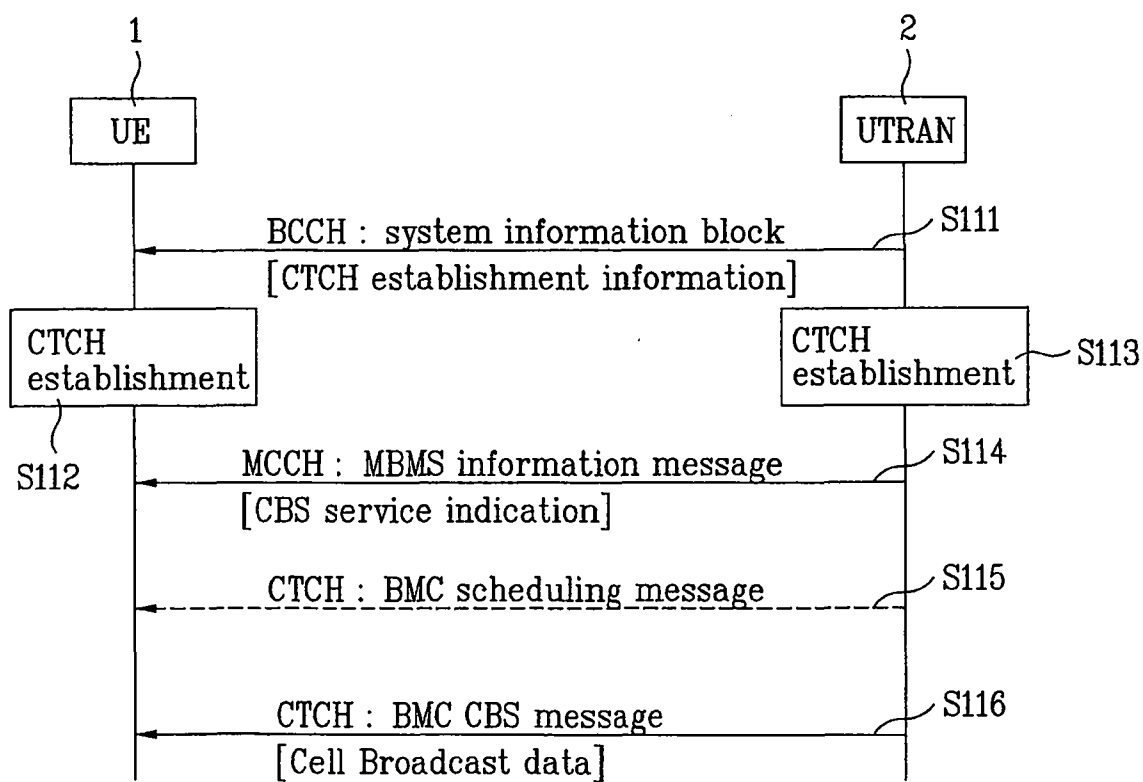 1
2
UE
UTRAN
BCCH : system information block
S111
[CTCH establishment information]
CTCH
establishment
CTCH
establishment
S113
S112
MCCH : MBMS information message
S114
[CBS service indication]
CTCH : BMC scheduling message
S115
CTCH : BMC CBS message
S116
[Cell Broadcast data]